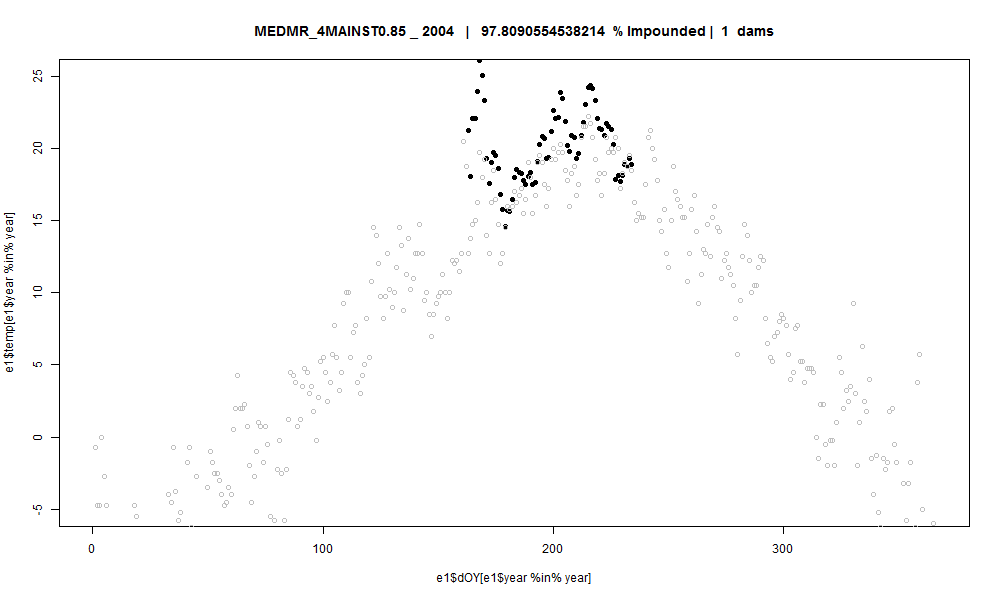 MEDMR_4MAINST0.85 _ 2004 | 97.8090554538214 % Impounded | 1 dams
e1$temp[e1$year %in% year]
25
20
15
10
5
0
-5
0 100 200 300
e1$dOY[e1$year %in% year]